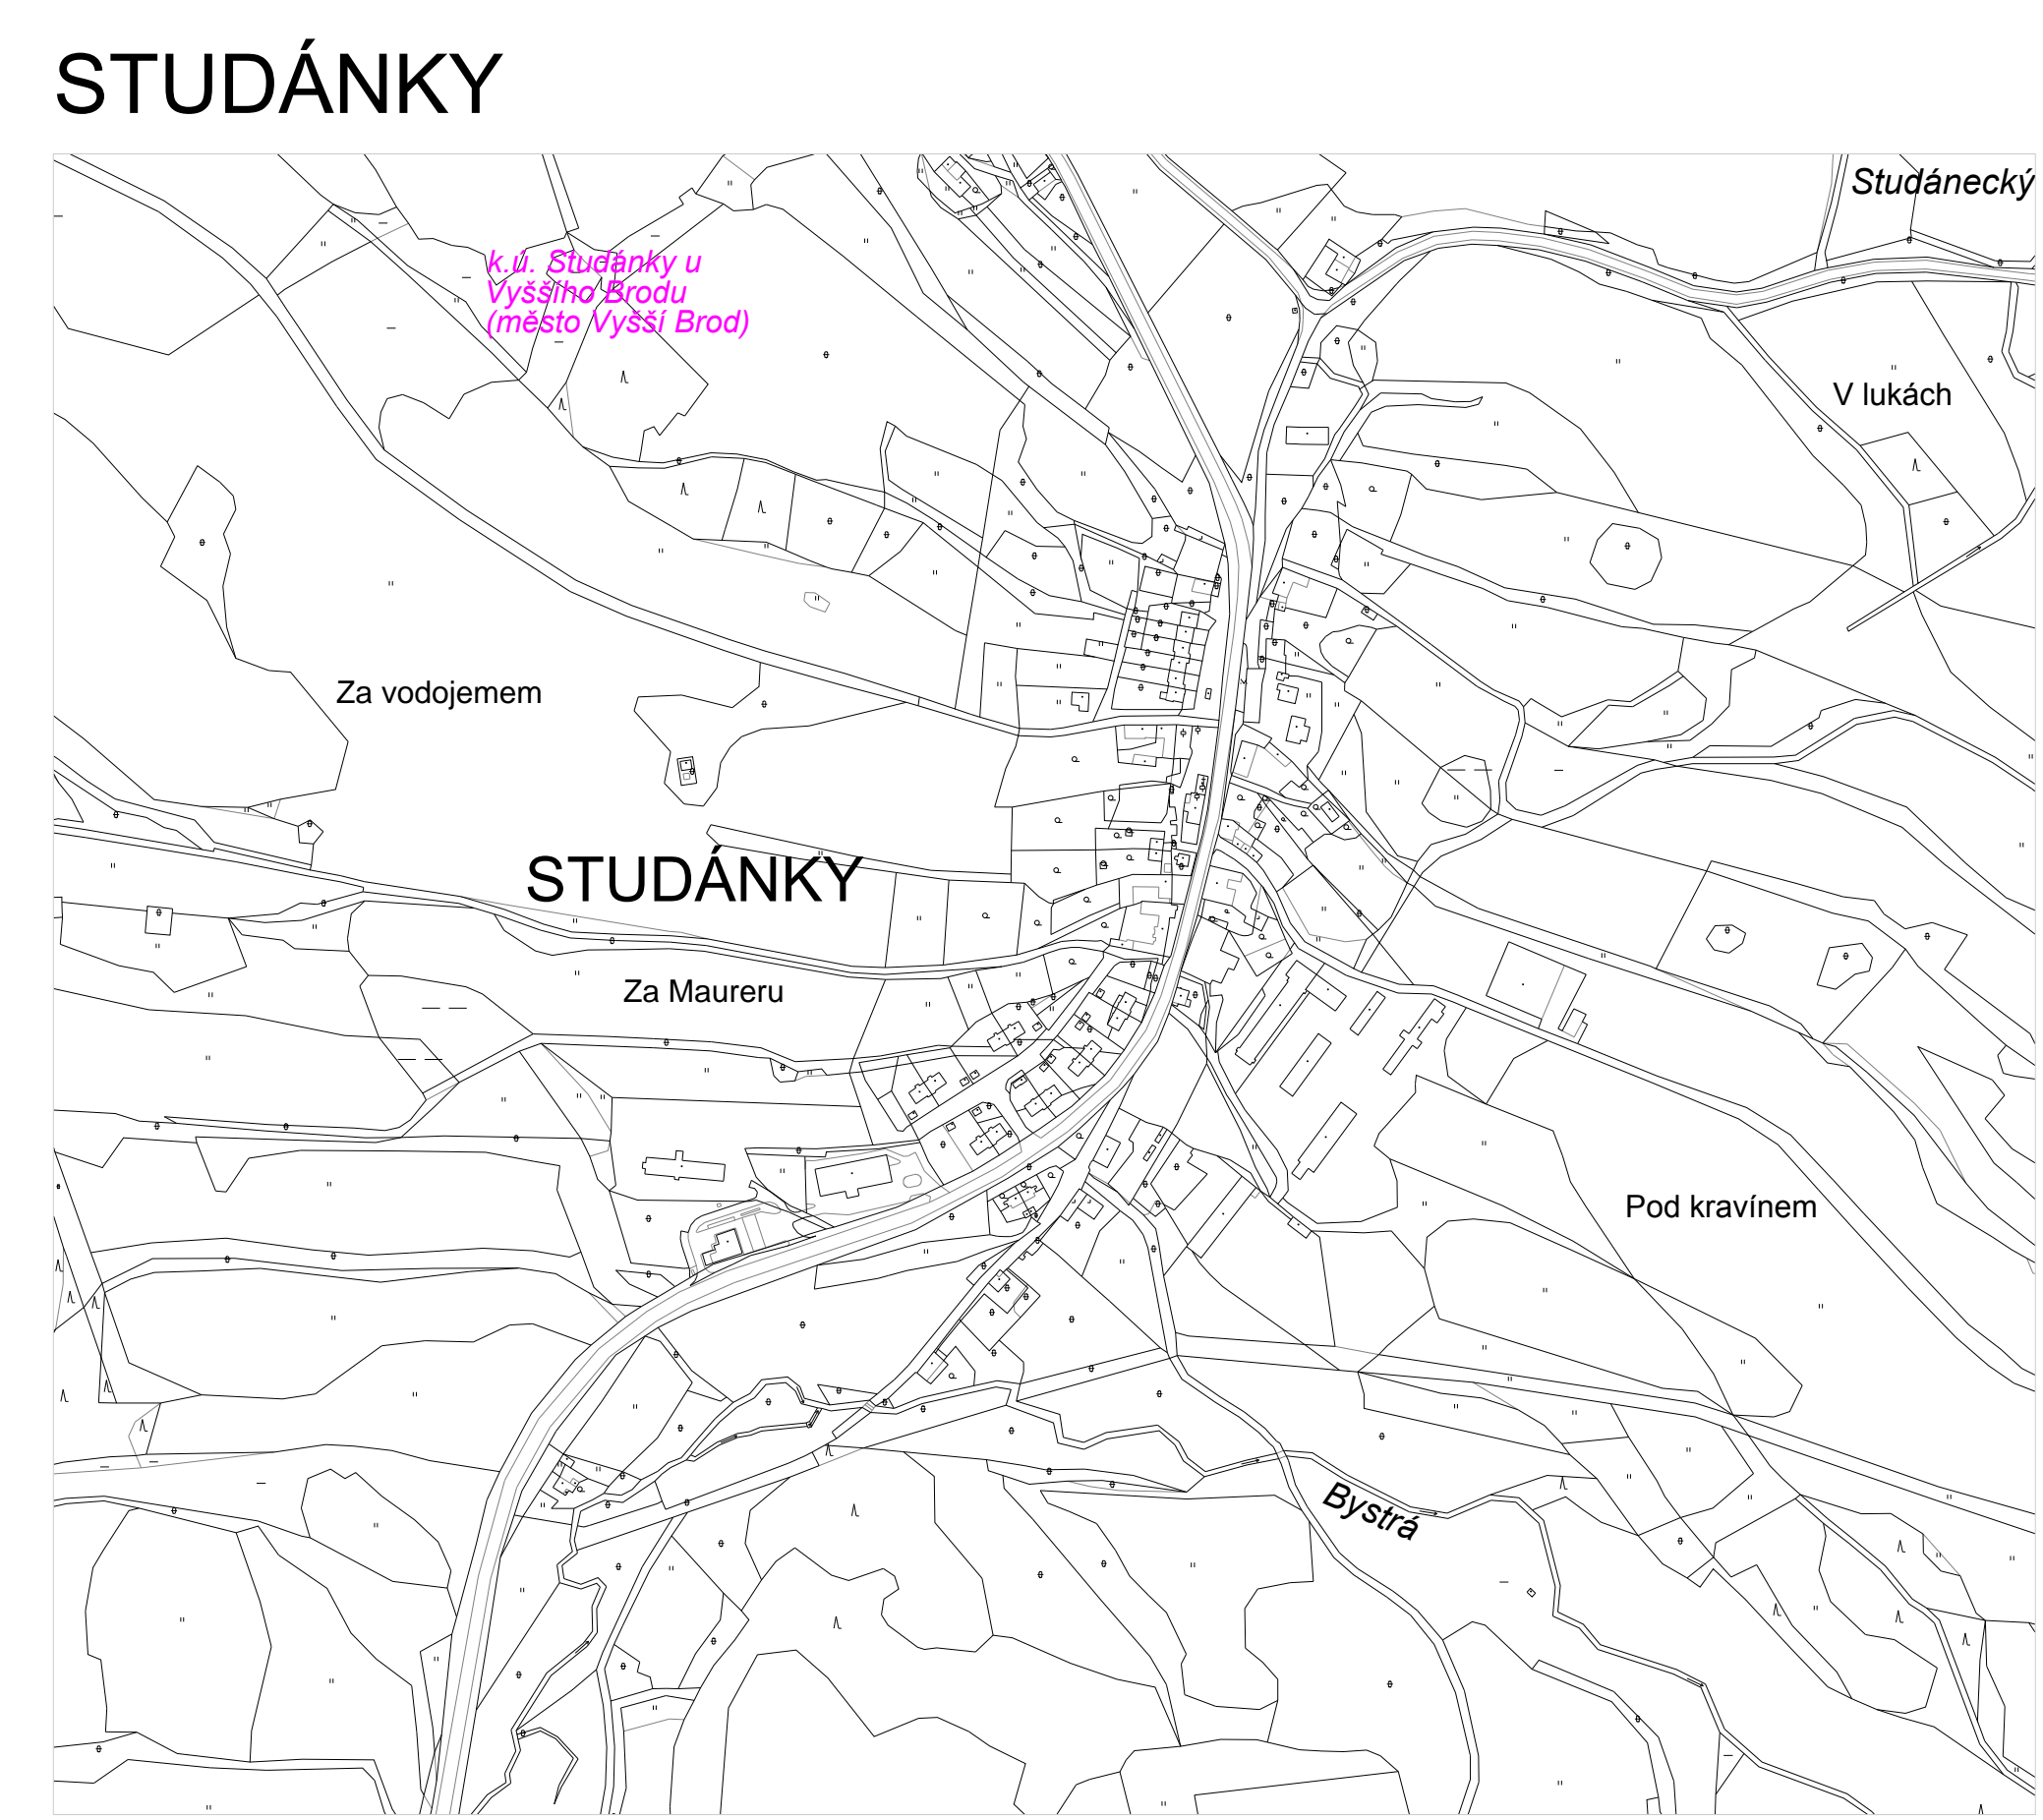 STUDÁNKY
Studánecký
k.ú. Studánky u
Vyššího Brodu
(město Vyšší Brod)
V lukách
Za vodojemem
STUDÁNKY
Za Maureru
Pod kravínem
Bystrá